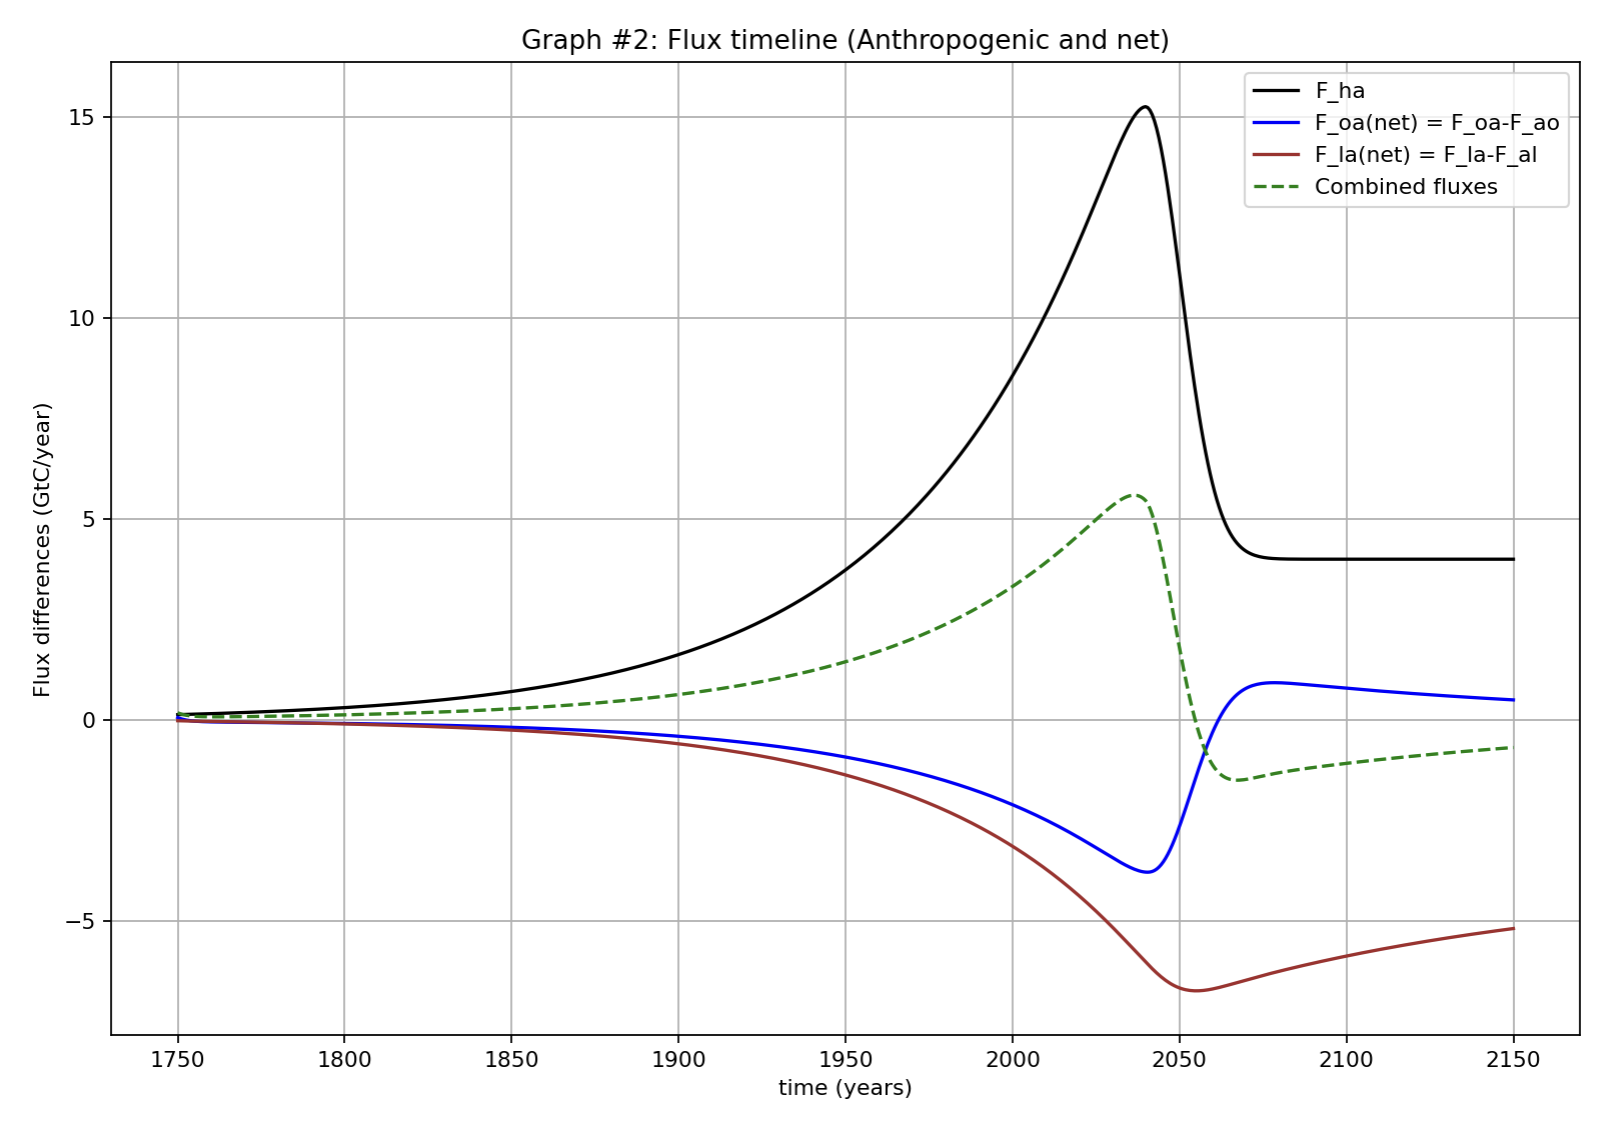 Graph #2: Flux timeline (Anthropogenic and net)
F_ha
F_oa(net) = F_oa-F_ao
F_la(net) = F_la-F_al
Combined fluxes
Flux differences (GtC/year)
15
10
5
0
−5
1750 1800 1850 1900 1950 2000 2050 2100 2150
time (years)